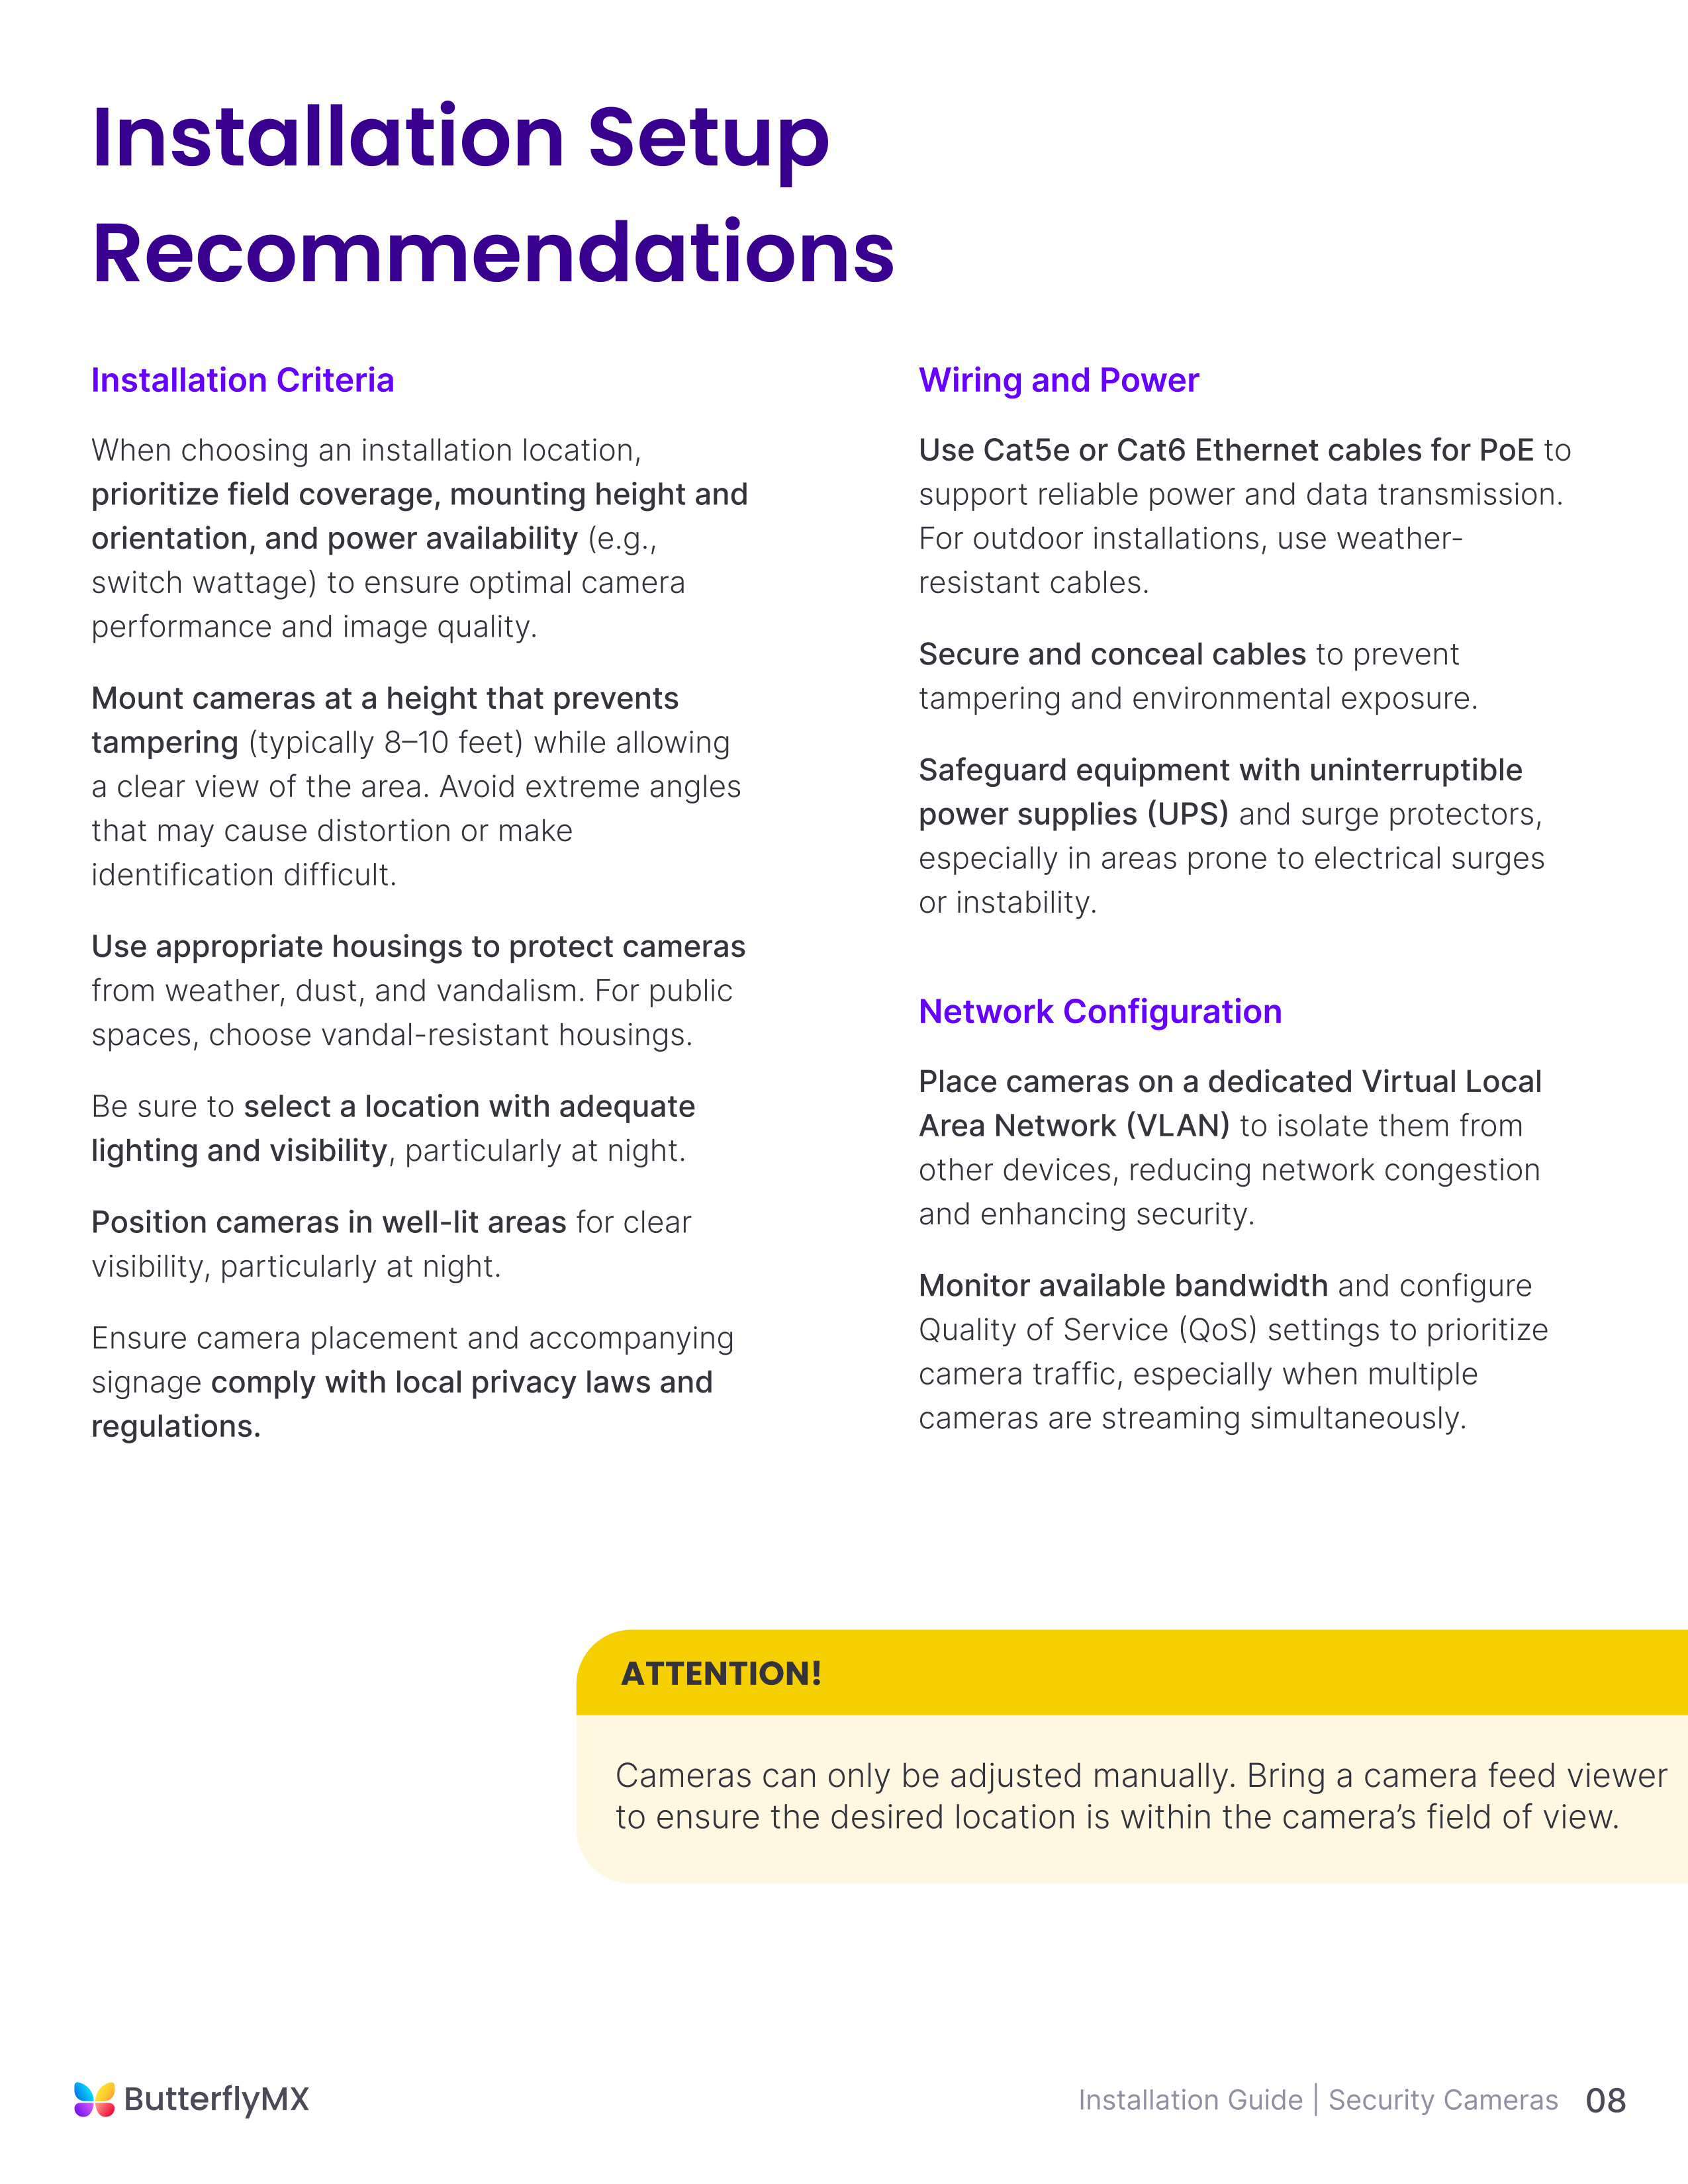 Installation Setup
Recommendations
Installation Criteria
When choosing an installation location,
prioritize field coverage, mounting height and
orientation, and power availability (e.g.,
switch wattage) to ensure optimal camera
performance and image quality.
Mount cameras at a height that prevents
tampering (typically 8–10 feet) while allowing
a clear view of the area. Avoid extreme angles
that may cause distortion or make
identification difficult.
Use appropriate housings to protect cameras
from weather, dust, and vandalism. For public
spaces, choose vandal-resistant housings.
Be sure to select a location with adequate
lighting and visibility, particularly at night.
Position cameras in well-lit areas for clear
visibility, particularly at night.
Ensure camera placement and accompanying
signage comply with local privacy laws and
regulations.
Wiring and Power
Use Cat5e or Cat6 Ethernet cables for PoE to
support reliable power and data transmission.
For outdoor installations, use weather-
resistant cables.
Secure and conceal cables to prevent
tampering and environmental exposure.
Safeguard equipment with uninterruptible
power supplies (UPS) and surge protectors,
especially in areas prone to electrical surges
or instability.
Network Configuration
Place cameras on a dedicated Virtual Local
Area Network (VLAN) to isolate them from
other devices, reducing network congestion
and enhancing security.
Monitor available bandwidth and configure
Quality of Service (QoS) settings to prioritize
camera traffic, especially when multiple
cameras are streaming simultaneously.
ATTENTION!
Cameras can only be adjusted manually. Bring a camera feed viewer
to ensure the desired location is within the camera’s field of view.
ButterflyMX
Installation Guide | Security Cameras 08